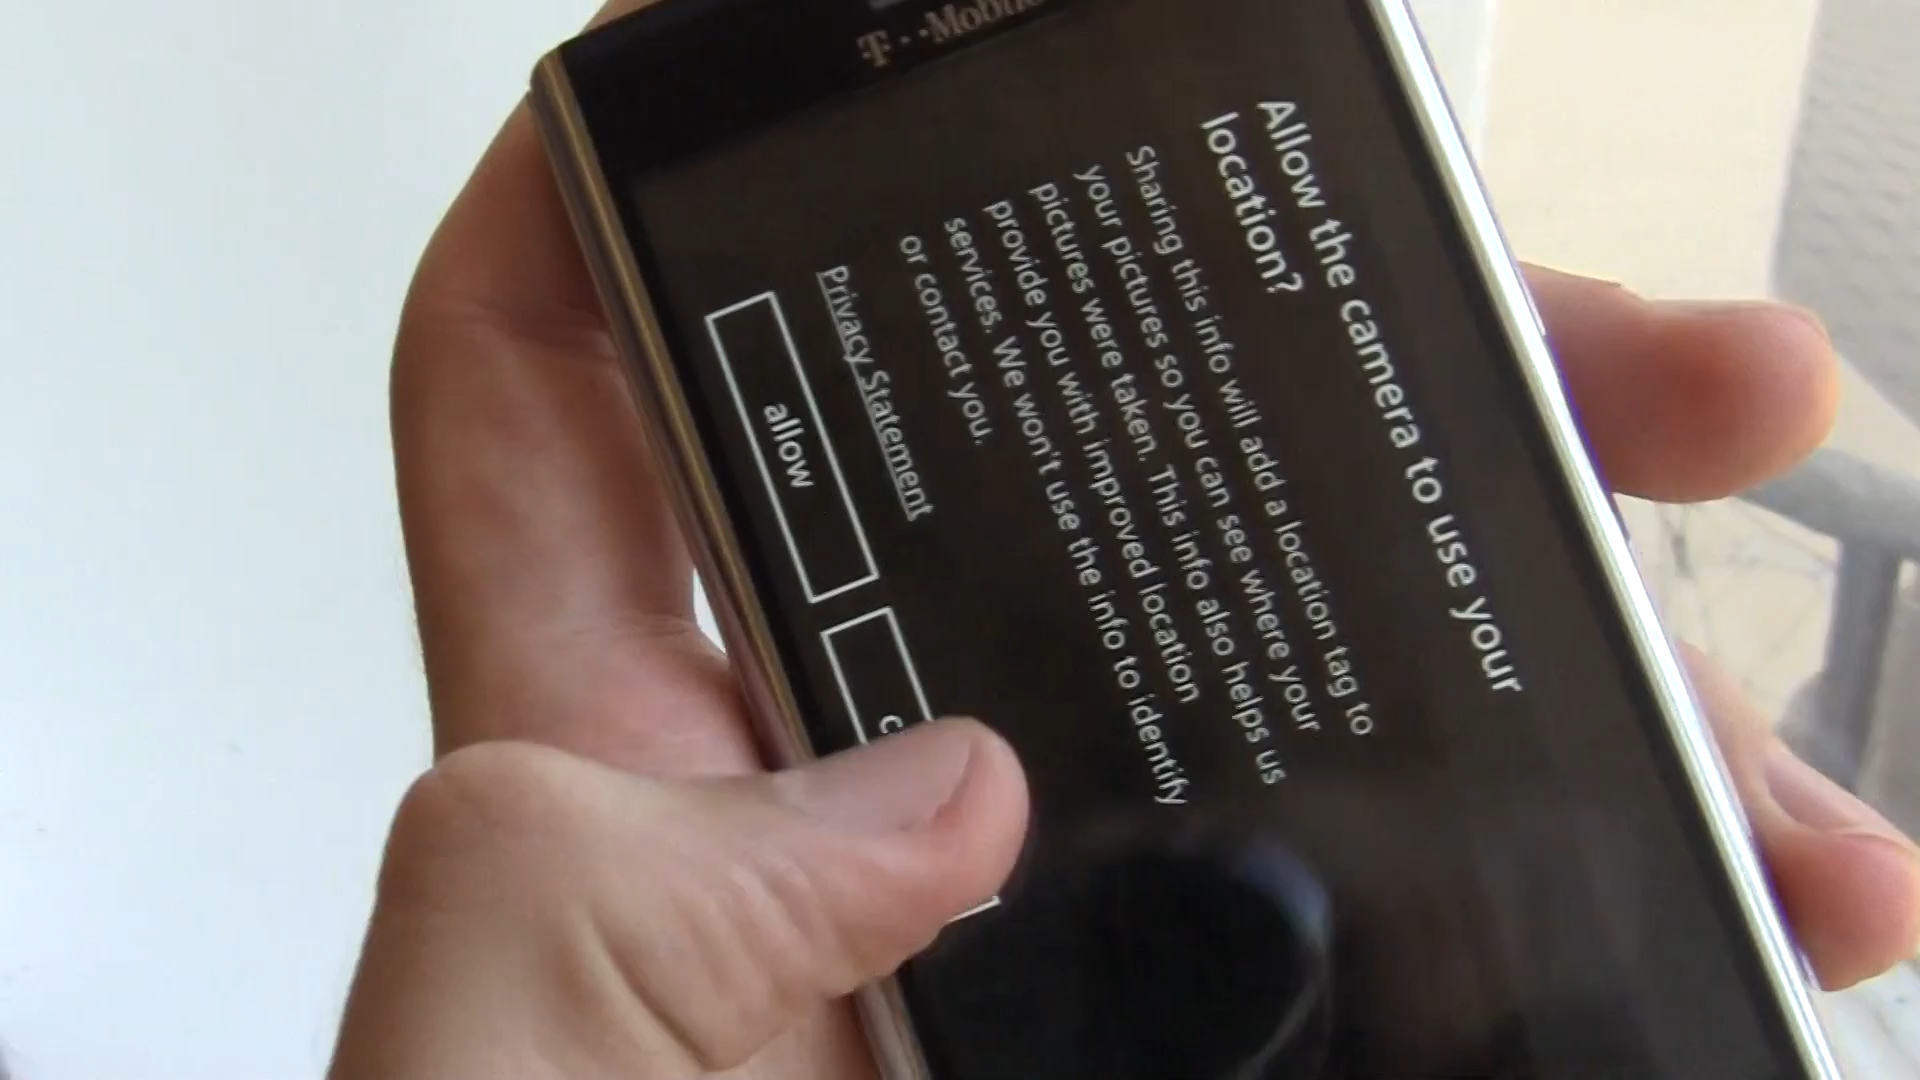 T··Mobile
Allow the camera to use your
location?
Sharing this info will add a location tag to
your pictures so you can see where your
pictures were taken. This info also helps us
provide you with improved location
services. We won't use the info to identify
or contact you.
Privacy Statement
allow